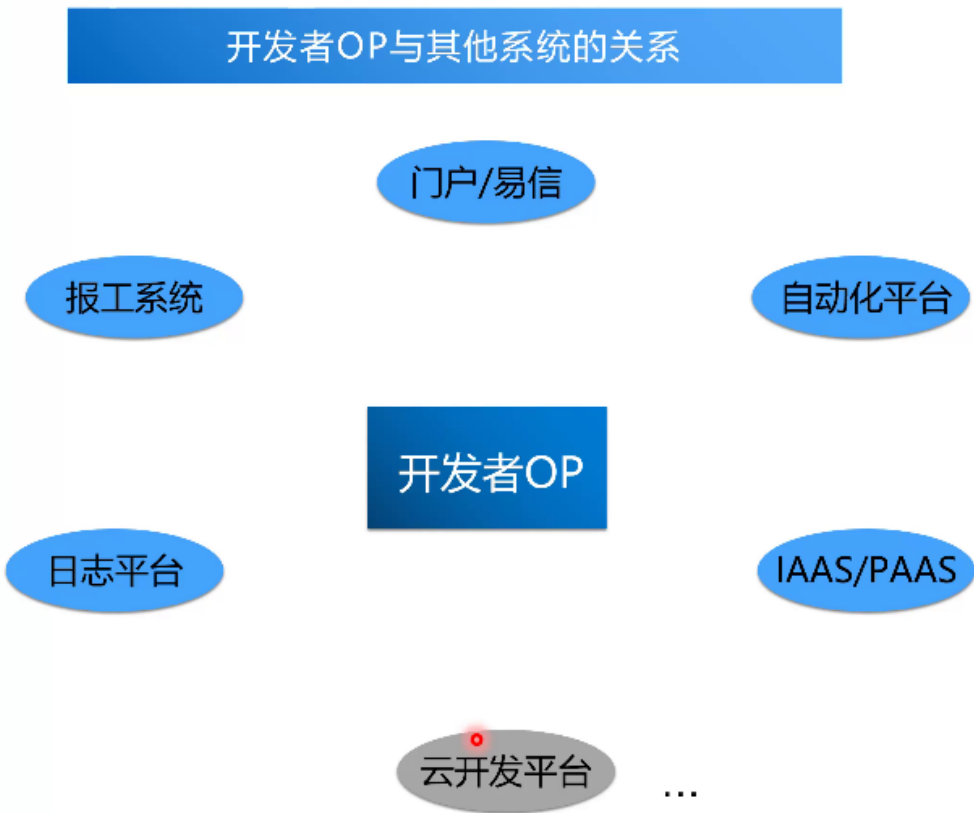 开发者OP与其他系统的关系
门户/易信
报工系统
自动化平台
开发者OP
日志平台
IAAS/PAAS
云开发平台
...